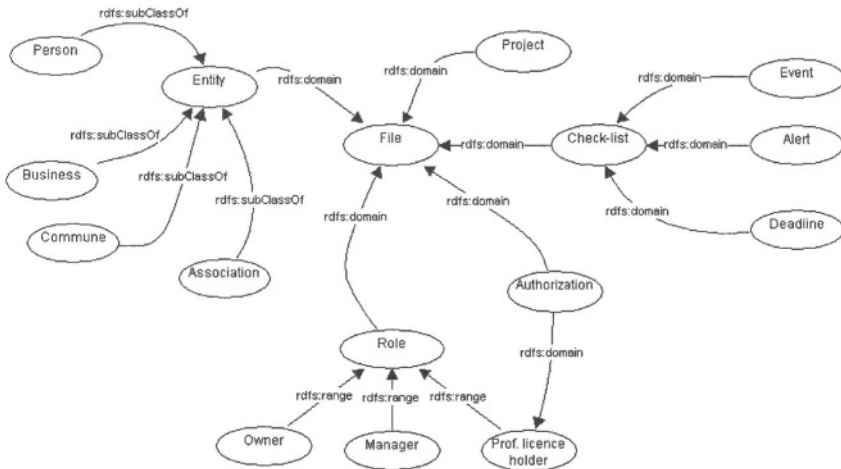 rdfs:subClassOf
Person
Project
Entity
rdfs:domain
rdfs:domain
Event
rdfs:domain
rdfs:subClassOf
File
rdfs:domain
Check-list
rdfs:domain
Alert
Business
rdfs:subClassOf
rdfs:subClassOf
rdfs:domain
rdfs:domain
rdfs:domain
Deadline
Commune
Association
Authorization
Role
rdfs:domain
rdfs:range
rdfs:range
rdfs:range
Owner
Manager
Prof. licence
holder